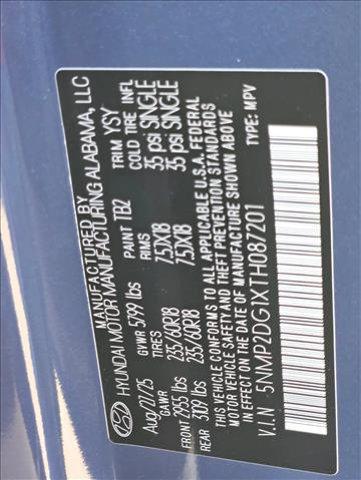 MANUFACTURED BY
HYUNDAI MOTOR MANUFACTURING ALABAMA, LLC
Aug/27/25 GVWR 5799 lbs PAINT TB2 TRIM YSY
GAWR TIRES RIMS COLD TIRE INFL
FRONT 2955 lbs 235/60R18 7.5JX18 35 psi SINGLE
REAR 3109 lbs 235/60R18 7.5JX18 35 psi SINGLE
THIS VEHICLE CONFORMS TO ALL APPLICABLE U.S.A. FEDERAL
MOTOR VEHICLE SAFETY AND THEFT PREVENTION STANDARDS
IN EFFECT ON THE DATE OF MANUFACTURE SHOWN ABOVE
V.I.N 5NMP2DG1XTH087201 TYPE: MPV